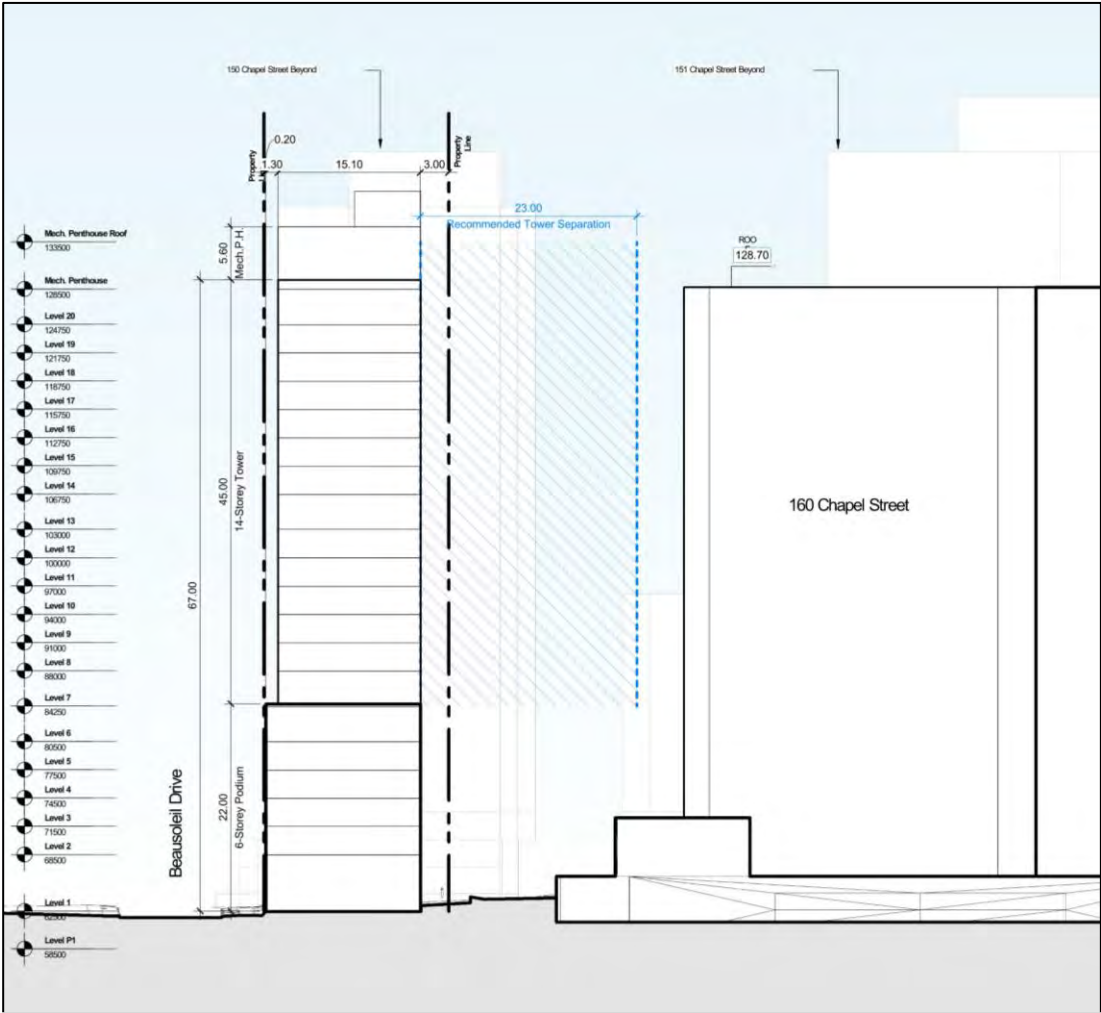 150 Chapel Street Beyond
151 Chapel Street Beyond
0.20
Property
Property
Line
1.30
15.10
3.00
23.00
Recommended Tower Separation
ROO
128.70
5.60
Mech.P.H.
67.00
45.00
14-Storey Tower
22.00
6-Storey Podium
Beausoleil Drive
160 Chapel Street
Mech. Penthouse Roof
133500
Mech. Penthouse
128500
Level 20
124750
Level 19
121750
Level 18
118750
Level 17
115750
Level 16
112750
Level 15
109750
Level 14
106750
Level 13
103000
Level 12
100000
Level 11
97000
Level 10
94000
Level 9
91000
Level 8
88000
Level 7
84250
Level 6
80500
Level 5
77500
Level 4
74500
Level 3
71500
Level 2
68500
Level 1
62500
Level P1
58500